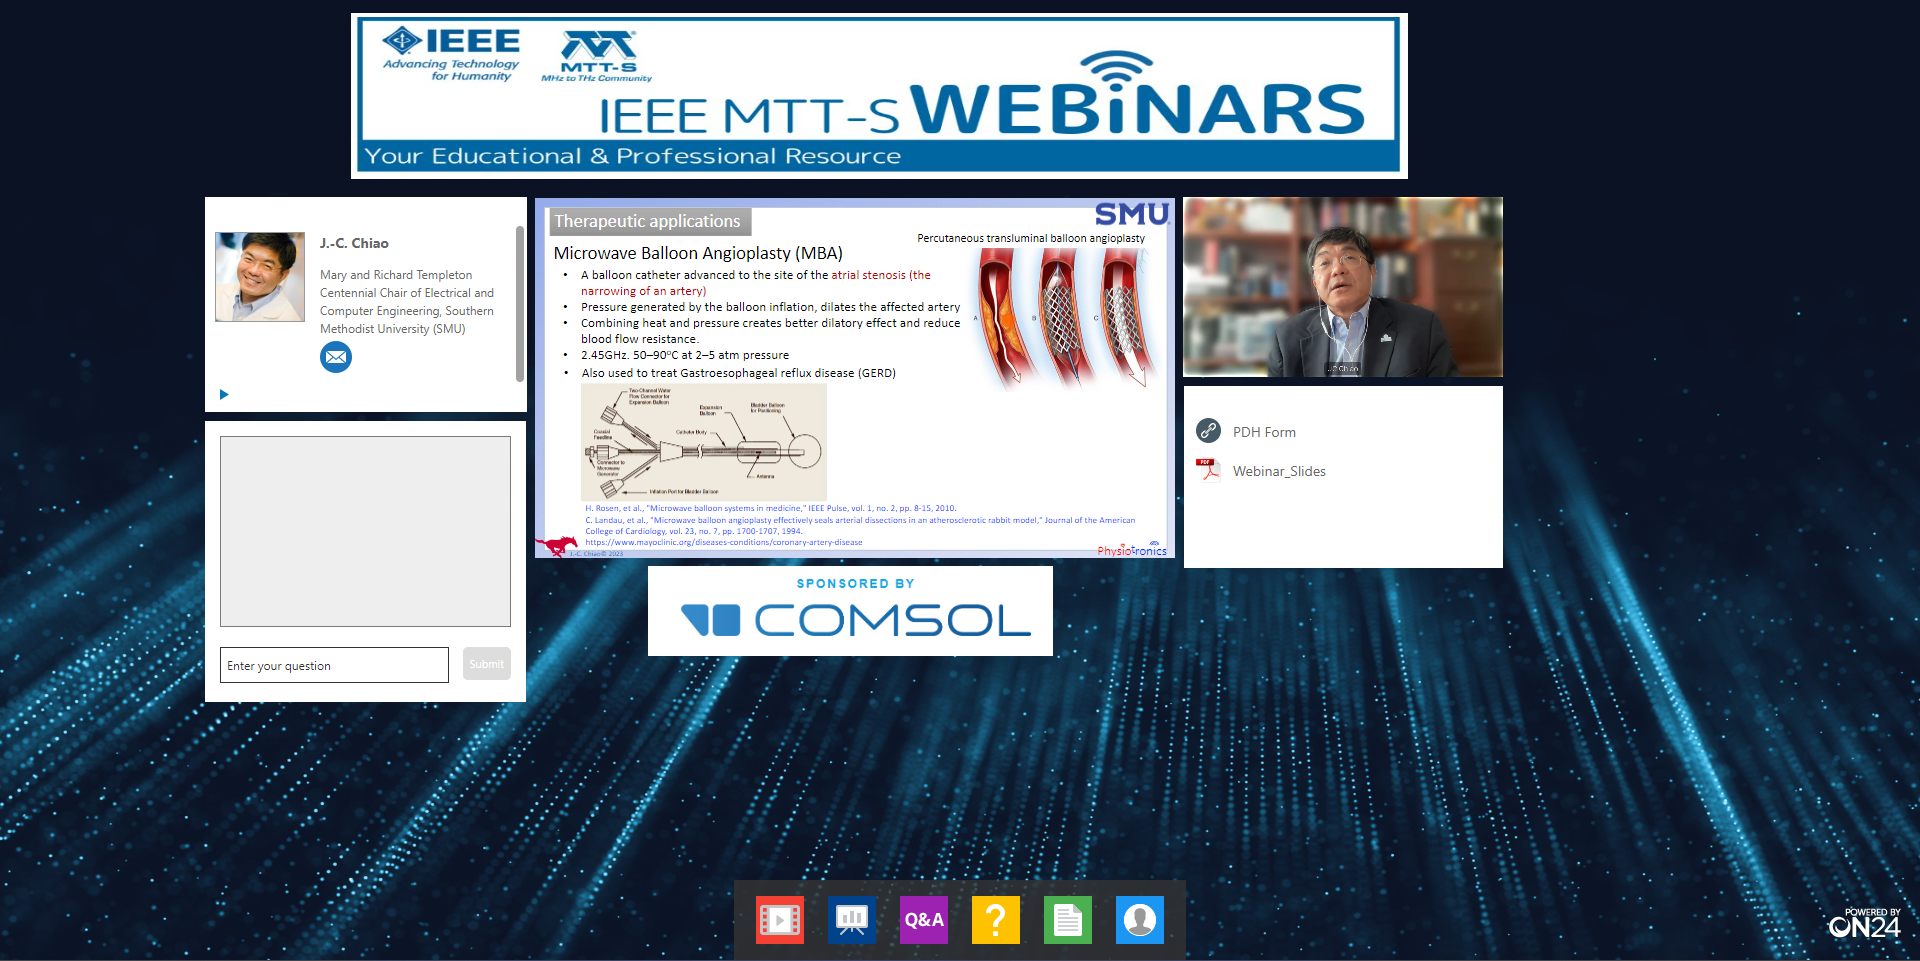 IEEE
Advancing Technology
for Humanity
MTT-S
MHz to THz Community
IEEE MTT-S WEBiNARS
Your Educational & Professional Resource
J.-C. Chiao
Mary and Richard Templeton
Centennial Chair of Electrical and
Computer Engineering, Southern
Methodist University (SMU)
Enter your question
Submit
Therapeutic applications
SMU
Percutaneous transluminal balloon angioplasty
Microwave Balloon Angioplasty (MBA)
• A balloon catheter advanced to the site of the atrial stenosis (the
narrowing of an artery)
• Pressure generated by the balloon inflation, dilates the affected artery
• Combining heat and pressure creates better dilatory effect and reduce
blood flow resistance.
• 2.45GHz. 50–90°C at 2–5 atm pressure
• Also used to treat Gastroesophageal reflux disease (GERD)
A
B
C
Two-Channel Water
Flow Connector for
Expansion Balloon
Expansion
Balloon
Bladder Balloon
for Positioning
Coaxial
Feedline
Catheter Body
Connector to
Microwave
Generator
Antenna
Inflation Port for Bladder Balloon
H. Rosen, et al., "Microwave balloon systems in medicine," IEEE Pulse, vol. 1, no. 2, pp. 8-15, 2010.
C. Landau, et al., "Microwave balloon angioplasty effectively seals arterial dissections in an atherosclerotic rabbit model," Journal of the American
College of Cardiology, vol. 23, no. 7, pp. 1700-1707, 1994.
https://www.mayoclinic.org/diseases-conditions/coronary-artery-disease
J.-C. Chiao© 2023
Physiotronics
JC Chiao
PDH Form
PDF
Webinar_Slides
SPONSORED BY
COMSOL
Q&A
?
POWERED BY
ON24